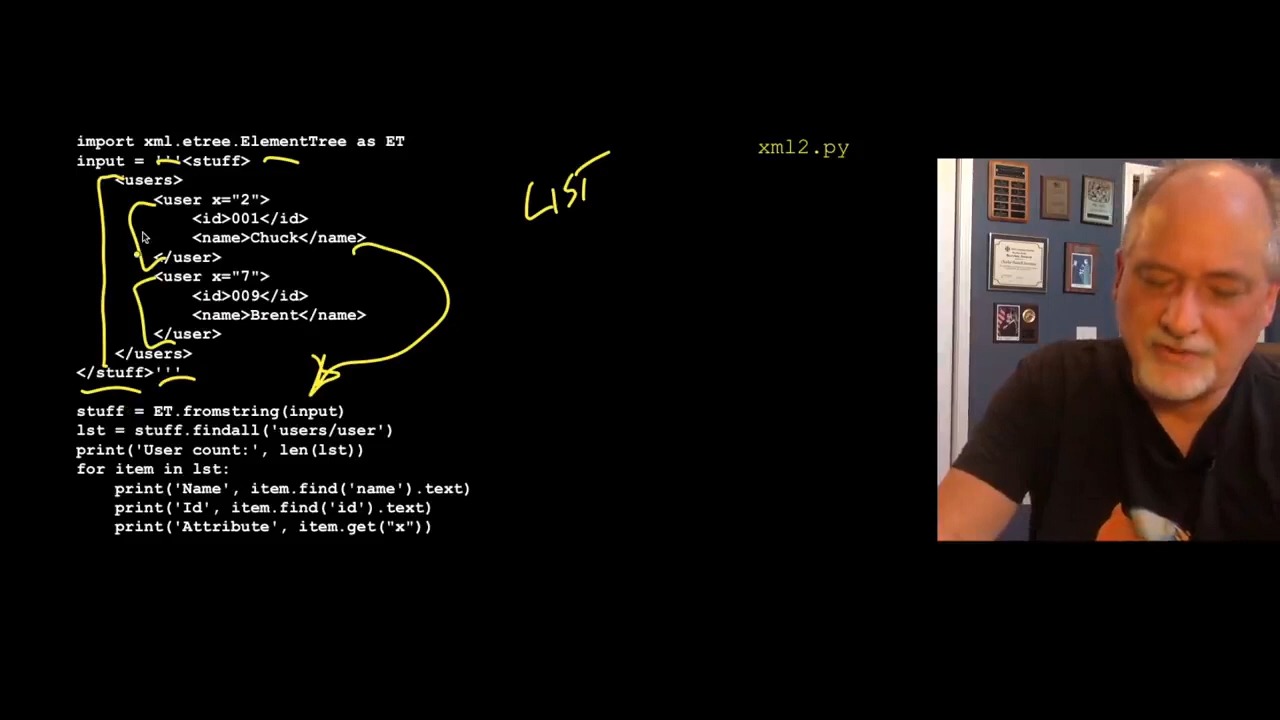 import xml.etree.ElementTree as ET
input = '''<stuff>
    <users>
        <user x="2">
            <id>001</id>
            <name>Chuck</name>
        </user>
        <user x="7">
            <id>009</id>
            <name>Brent</name>
        </user>
    </users>
</stuff>'''
stuff = ET.fromstring(input)
lst = stuff.findall('users/user')
print('User count:', len(lst))
for item in lst:
    print('Name', item.find('name').text)
    print('Id', item.find('id').text)
    print('Attribute', item.get("x"))
LIST
xml2.py